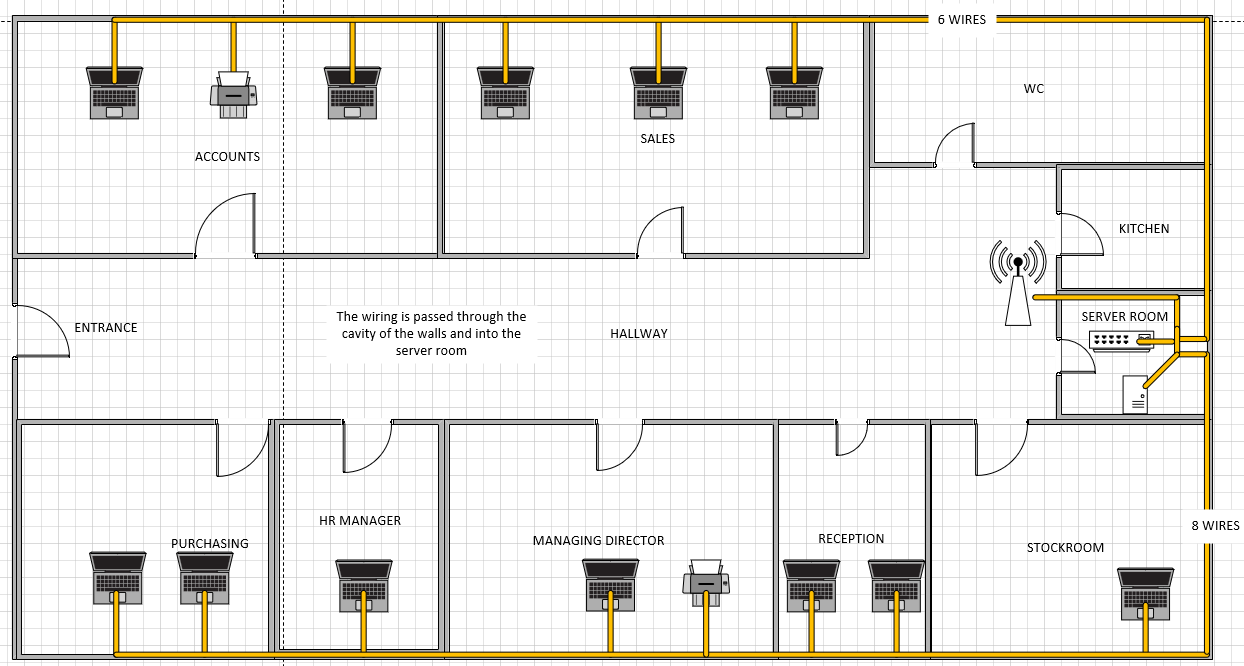 6 WIRES
WC
SALES
ACCOUNTS
KITCHEN
The wiring is passed through the
cavity of the walls and into the
server room
SERVER ROOM
ENTRANCE
HALLWAY
HR MANAGER
8 WIRES
PURCHASING
MANAGING DIRECTOR
RECEPTION
STOCKROOM